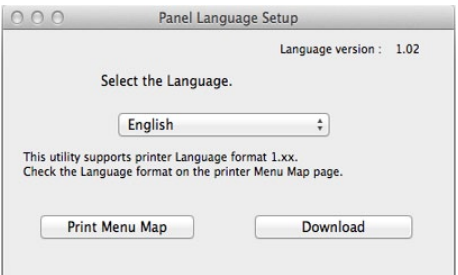 Panel Language Setup
Language version : 1.02
Select the Language.
English
This utility supports printer Language format 1.xx.
Check the Language format on the printer Menu Map page.
Print Menu Map
Download